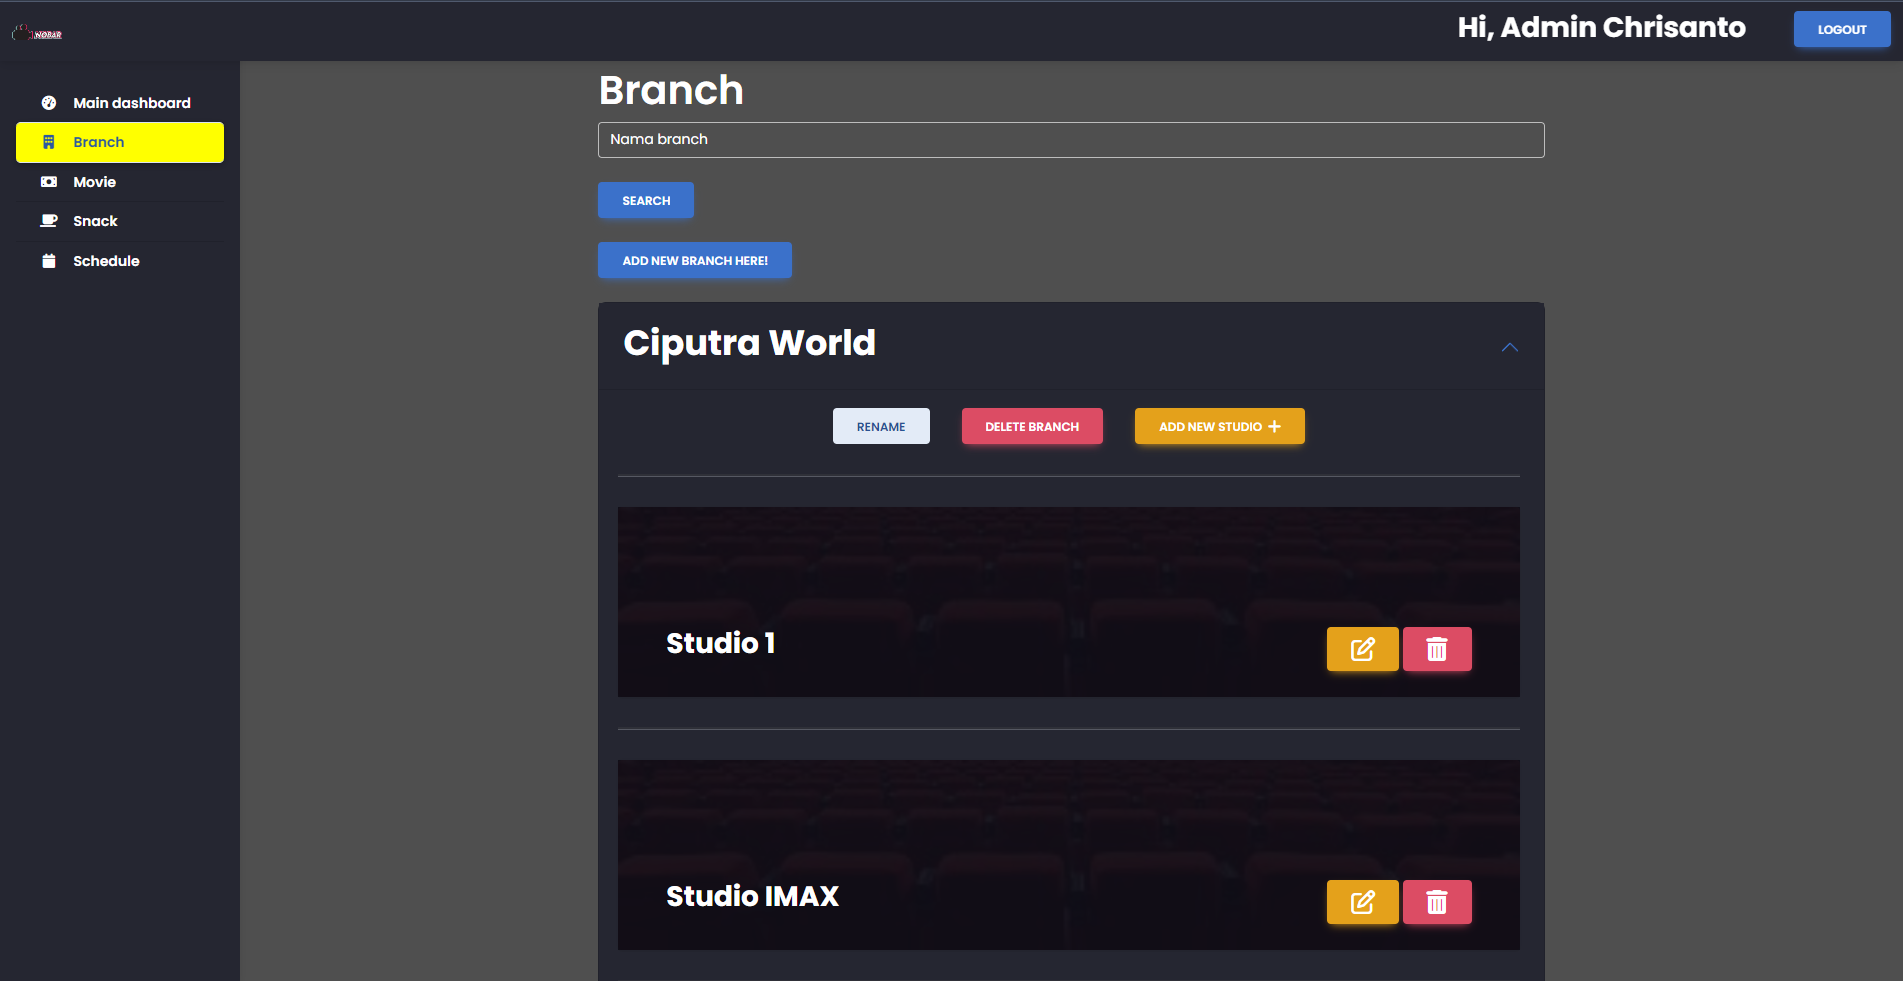 NOBAR
Hi, Admin Chrisanto
LOGOUT
Main dashboard
Branch
Movie
Snack
Schedule
Branch
Nama branch
SEARCH
ADD NEW BRANCH HERE!
Ciputra World
RENAME
DELETE BRANCH
ADD NEW STUDIO +
Studio 1
Studio IMAX